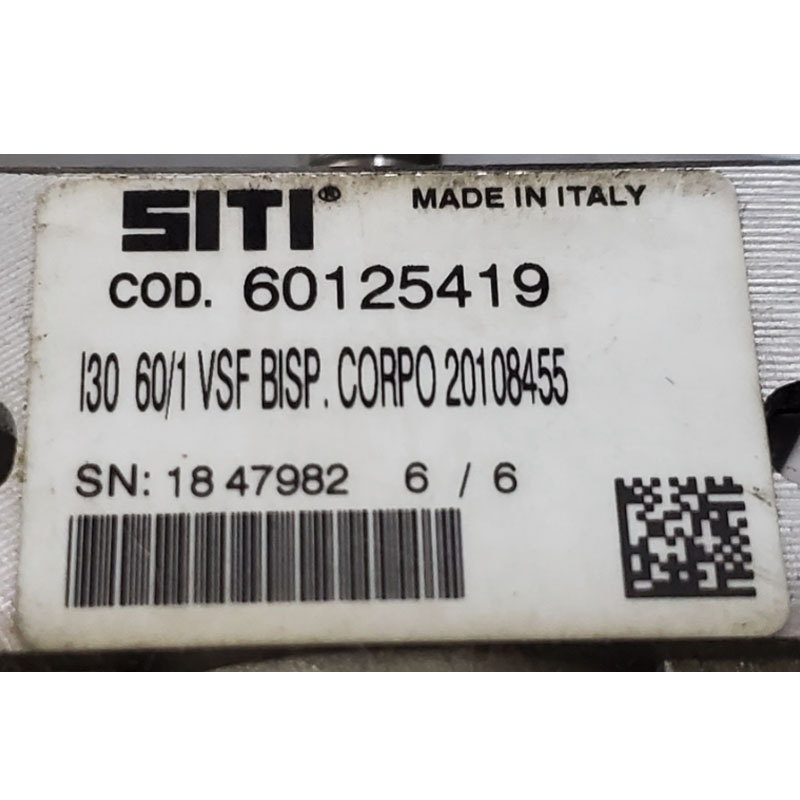 SITI® MADE IN ITALY
COD. 60125419
I30 60/1 VSF BISP. CORPO 20108455
SN: 18 47982 6 / 6